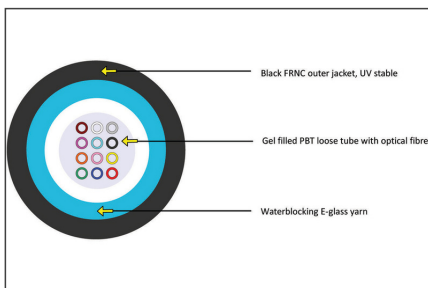 Black FRNC outer jacket, UV stable
Gel filled PBT loose tube with optical fibre
Waterblocking E-glass yarn